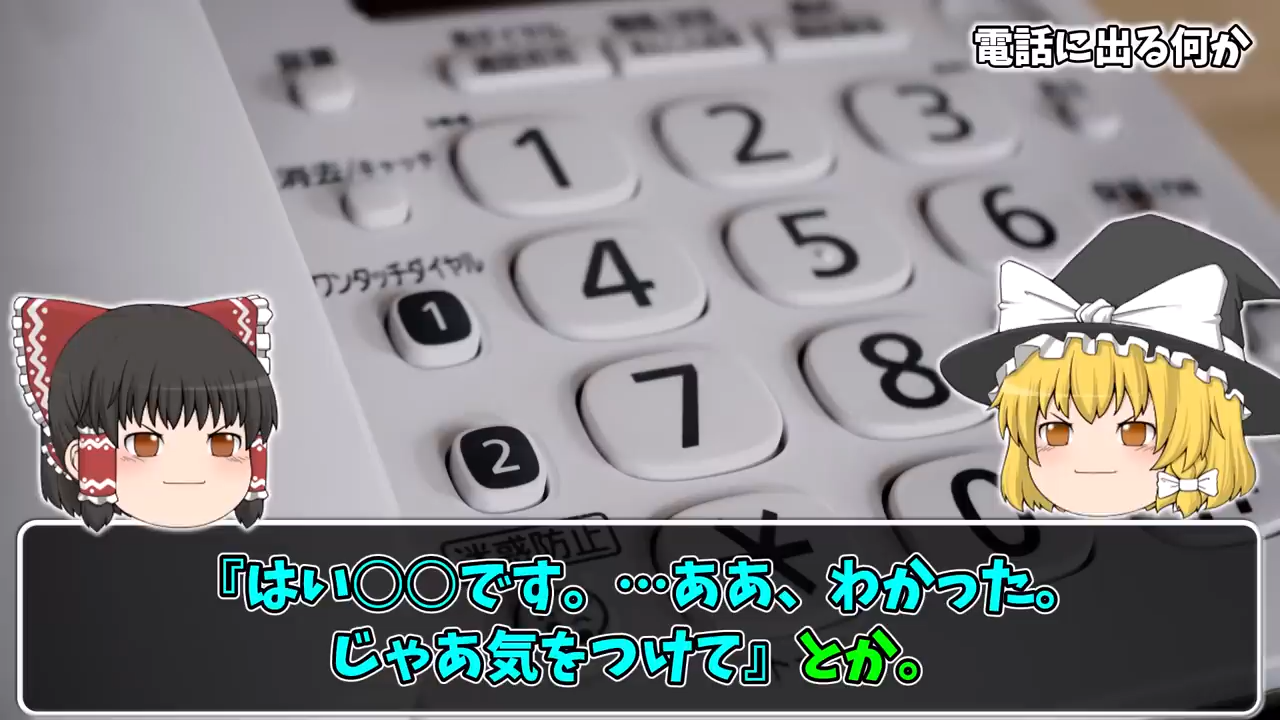 電話に出る何か
消去/キャッチ
ワンタッチダイヤル
1
2
3
4
5
6
7
8
0
1
2
迷惑防止
『はい○○です。…ああ、わかった。
じゃあ気をつけて』とか。